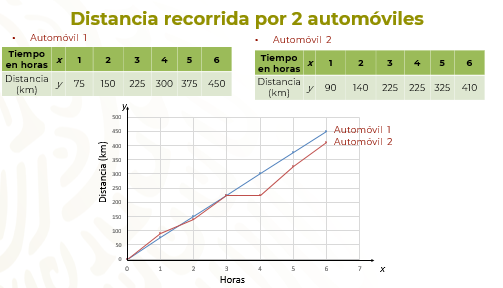 Distancia recorrida por 2 automóviles
• Automóvil 1
Tiempo en horas x 1 2 3 4 5 6
Distancia (km) y 75 150 225 300 375 450
• Automóvil 2
Tiempo en horas x 1 2 3 4 5 6
Distancia (km) y 90 140 225 225 325 410
y
Distancia (km)
500
450
400
350
300
250
200
150
100
50
0
0 1 2 3 4 5 6 7
x
Horas
Automóvil 1
Automóvil 2